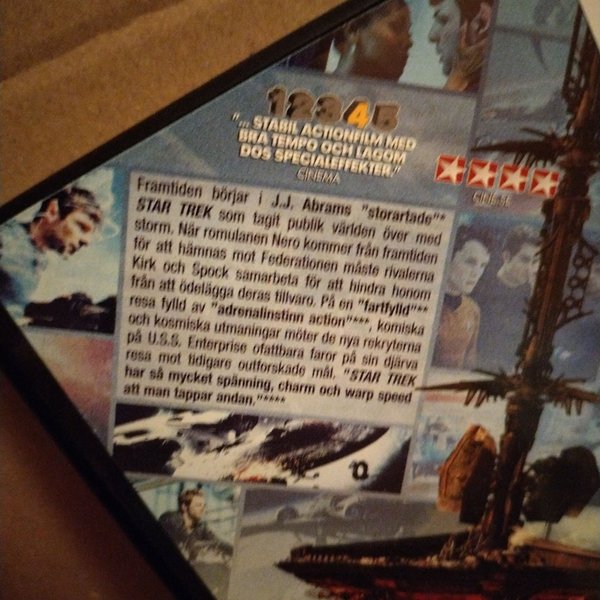 12345
"... STABIL ACTIONFILM MED
BRA TEMPO OCH LAGOM
DOS SPECIALEFFEKTER."
CINEMA
CINE.SE
Framtiden börjar i J.J. Abrams "storartade"*
STAR TREK som tagit publik världen över med
storm. När romulanen Nero kommer från framtiden
för att hämnas mot Federationen måste rivalerna
Kirk och Spock samarbeta för att hindra honom
från att ödelägga deras tillvaro. På en "fartfylld"**
resa fylld av "adrenalinstinn action"***, komiska
och kosmiska utmaningar möter de nya rekryterna
på U.S.S. Enterprise ofattbara faror på sin djärva
resa mot tidigare outforskade mål. "STAR TREK
har så mycket spänning, charm och warp speed
att man tappar andan."****